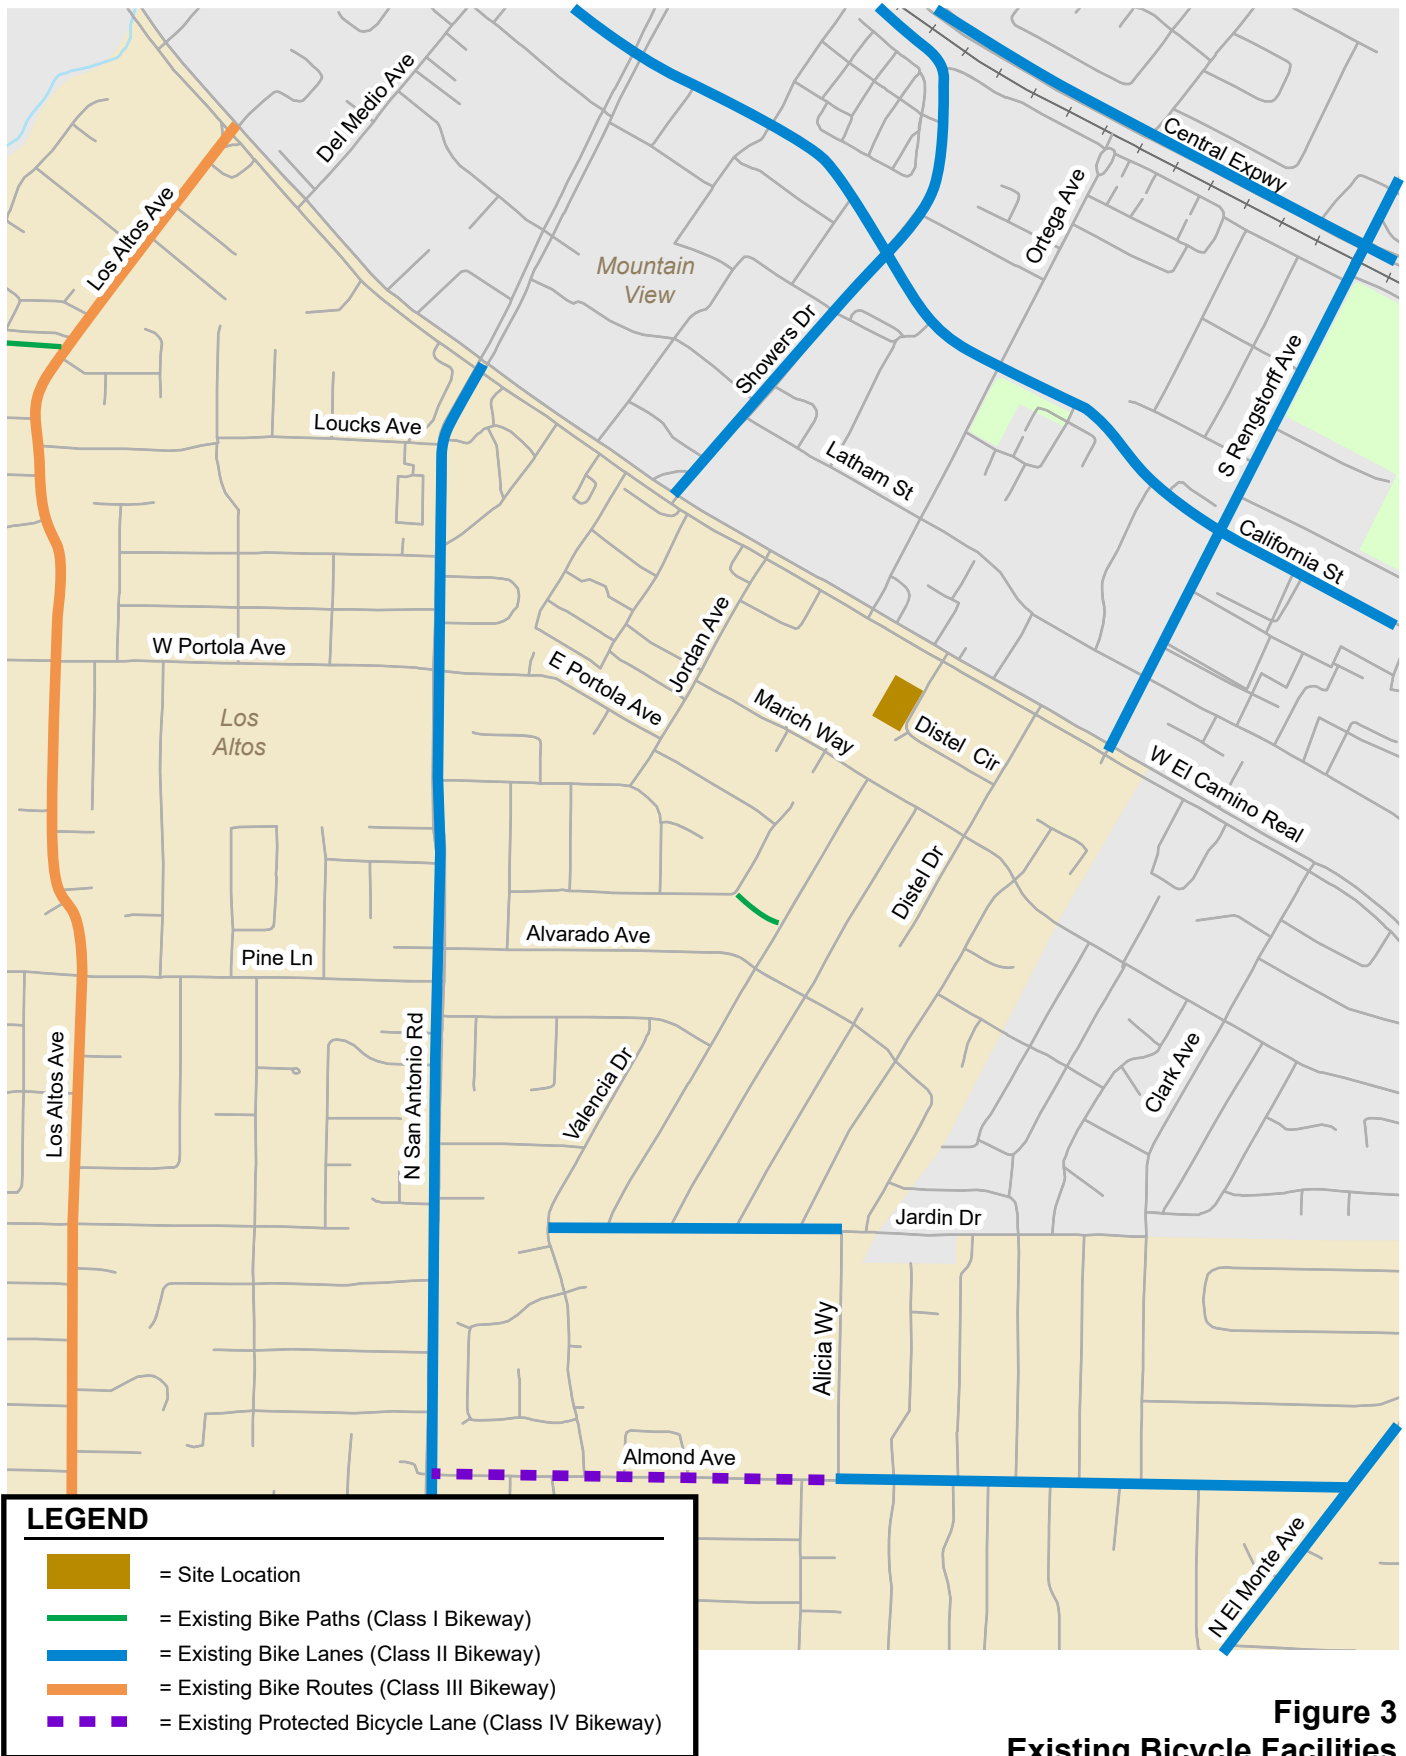 Del Medio Ave
Central Expwy
Los Altos Ave
Ortega Ave
Mountain
View
Showers Dr
S Rengstorff Ave
Loucks Ave
Latham St
California St
W Portola Ave
Jordan Ave
E Portola Ave
Los
Altos
Marich Way
Distel Cir
W El Camino Real
Distel Dr
Alvarado Ave
Pine Ln
Los Altos Ave
N San Antonio Rd
Valencia Dr
Clark Ave
Jardin Dr
Alicia Wy
Almond Ave
N El Monte Ave
LEGEND
= Site Location
= Existing Bike Paths (Class I Bikeway)
= Existing Bike Lanes (Class II Bikeway)
= Existing Bike Routes (Class III Bikeway)
= Existing Protected Bicycle Lane (Class IV Bikeway)
Figure 3
Existing Bicycle Facilities